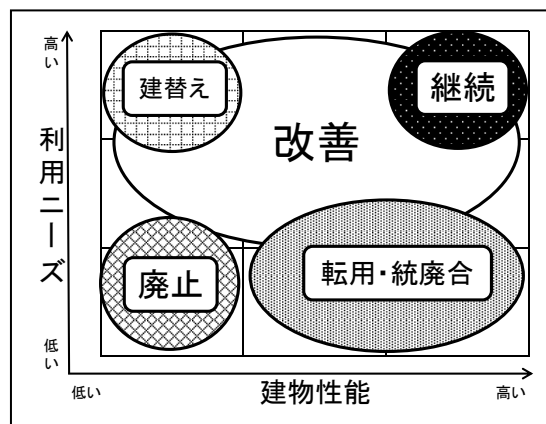 高い
利用ニーズ
低い
建替え
継続
改善
廃止
転用・統廃合
低い
建物性能
高い